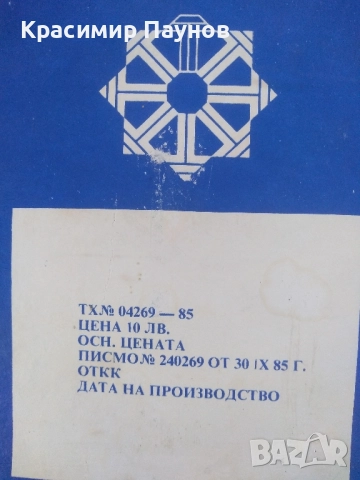 Красимир Паунов
ТХ.№ 04269 — 85
ЦЕНА 10 ЛВ.
ОСН. ЦЕНАТА
ПИСМО № 240269 ОТ 30 IX 85 Г.
ОТКК
ДАТА НА ПРОИЗВОДСТВО
BAZAR